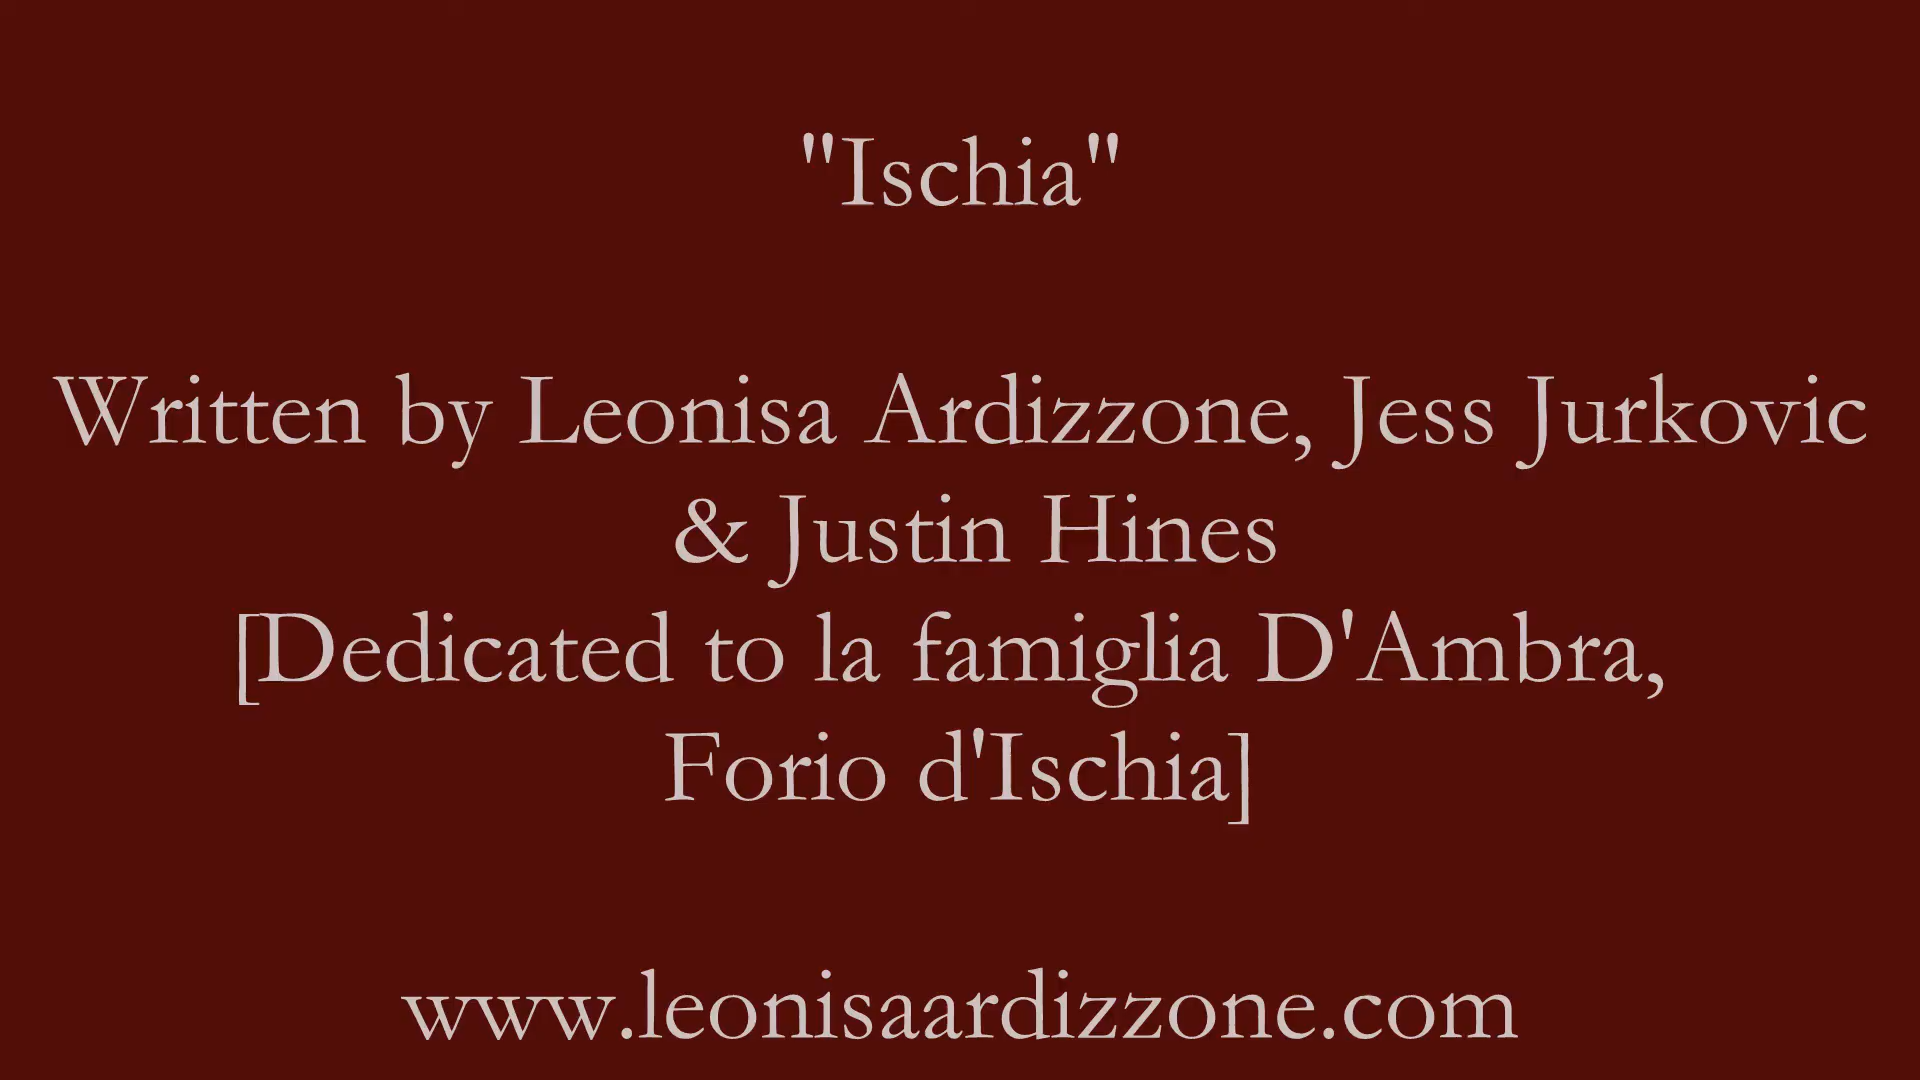 "Ischia"
Written by Leonisa Ardizzone, Jess Jurkovic
& Justin Hines
[Dedicated to la famiglia D'Ambra,
Forio d'Ischia]
www.leonisaardizzone.com